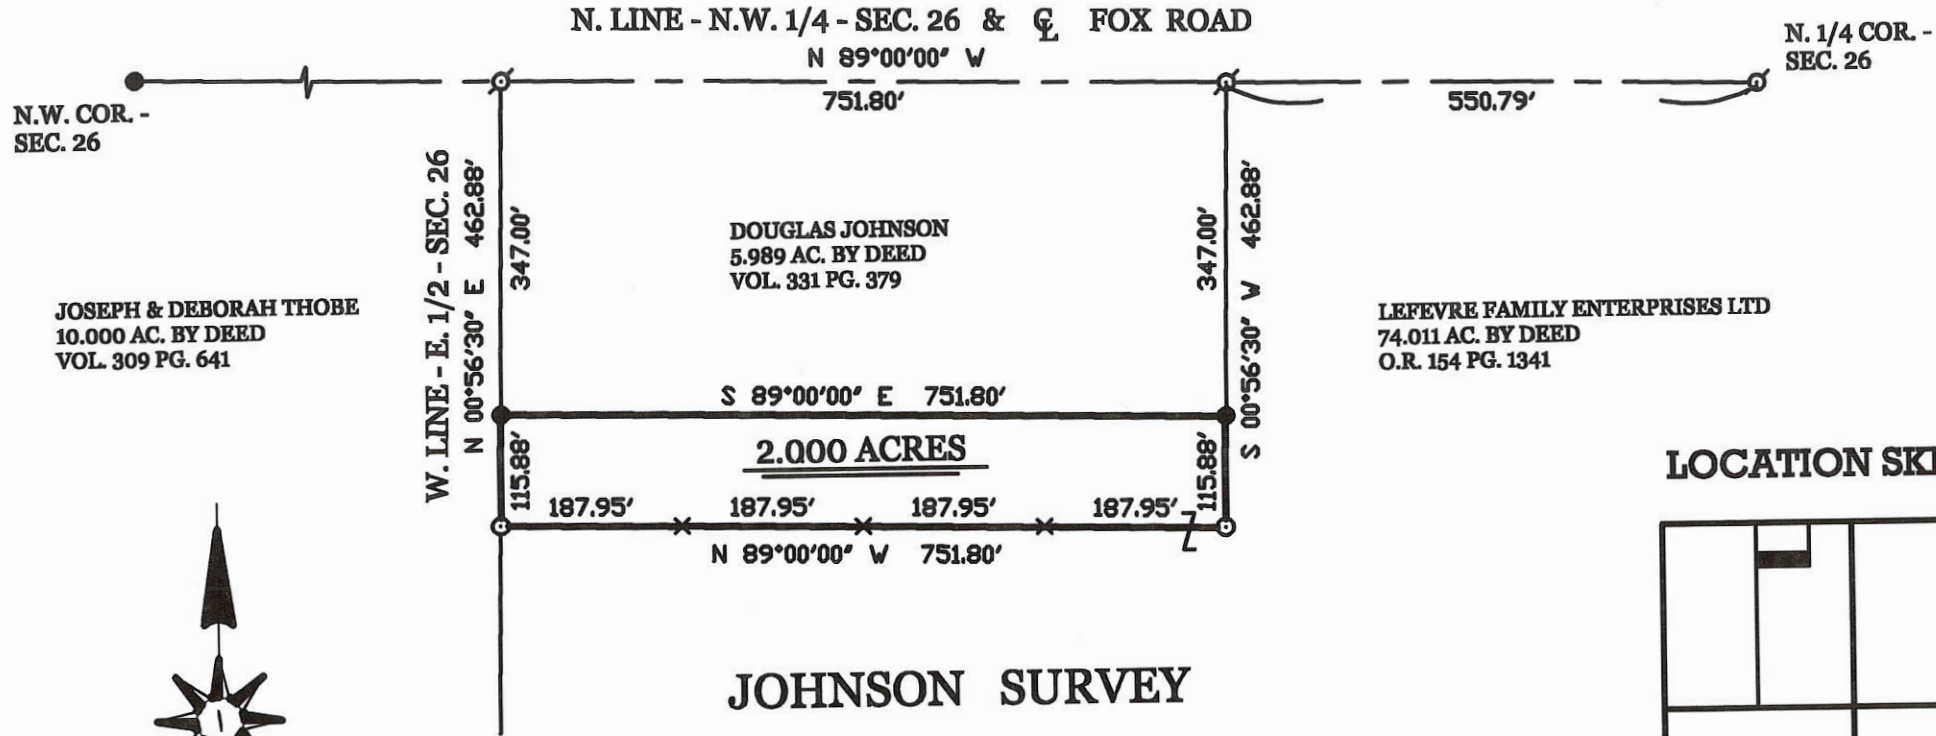 N. LINE - N.W. 1/4 - SEC. 26 & ℄ FOX ROAD
N 89°00'00" W
751.80'
550.79'
N. 1/4 COR. -
SEC. 26
N.W. COR. -
SEC. 26
W. LINE - E. 1/2 - SEC. 26
N 00°56'30" E 462.88'
347.00'
DOUGLAS JOHNSON
5.989 AC. BY DEED
VOL. 331 PG. 379
347.00'
S 00°56'30" W 462.88'
JOSEPH & DEBORAH THOBE
10.000 AC. BY DEED
VOL. 309 PG. 641
LEFEVRE FAMILY ENTERPRISES LTD
74.011 AC. BY DEED
O.R. 154 PG. 1341
S 89°00'00" E 751.80'
115.88'
2.000 ACRES
115.88'
187.95' 187.95' 187.95' 187.95'
N 89°00'00" W 751.80'
LOCATION SK
JOHNSON SURVEY